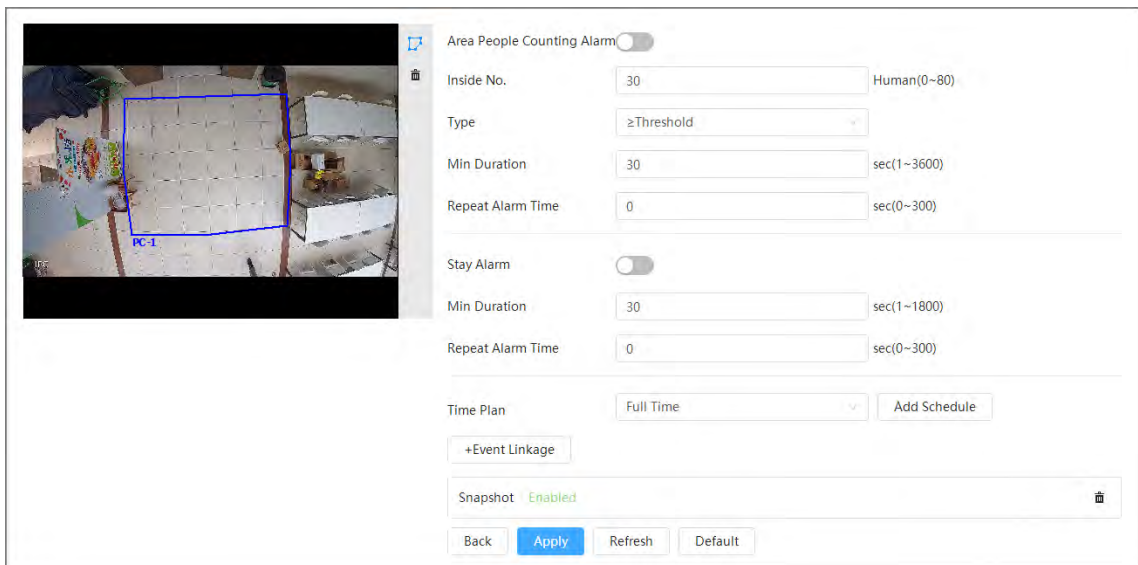 Area People Counting Alarm
Inside No. 30 Human(0~80)
Type ≥Threshold
Min Duration 30 sec(1~3600)
Repeat Alarm Time 0 sec(0~300)
PC-1
IPC
Stay Alarm
Min Duration 30 sec(1~1800)
Repeat Alarm Time 0 sec(0~300)
Time Plan Full Time Add Schedule
+Event Linkage
Snapshot Enabled
Back Apply Refresh Default